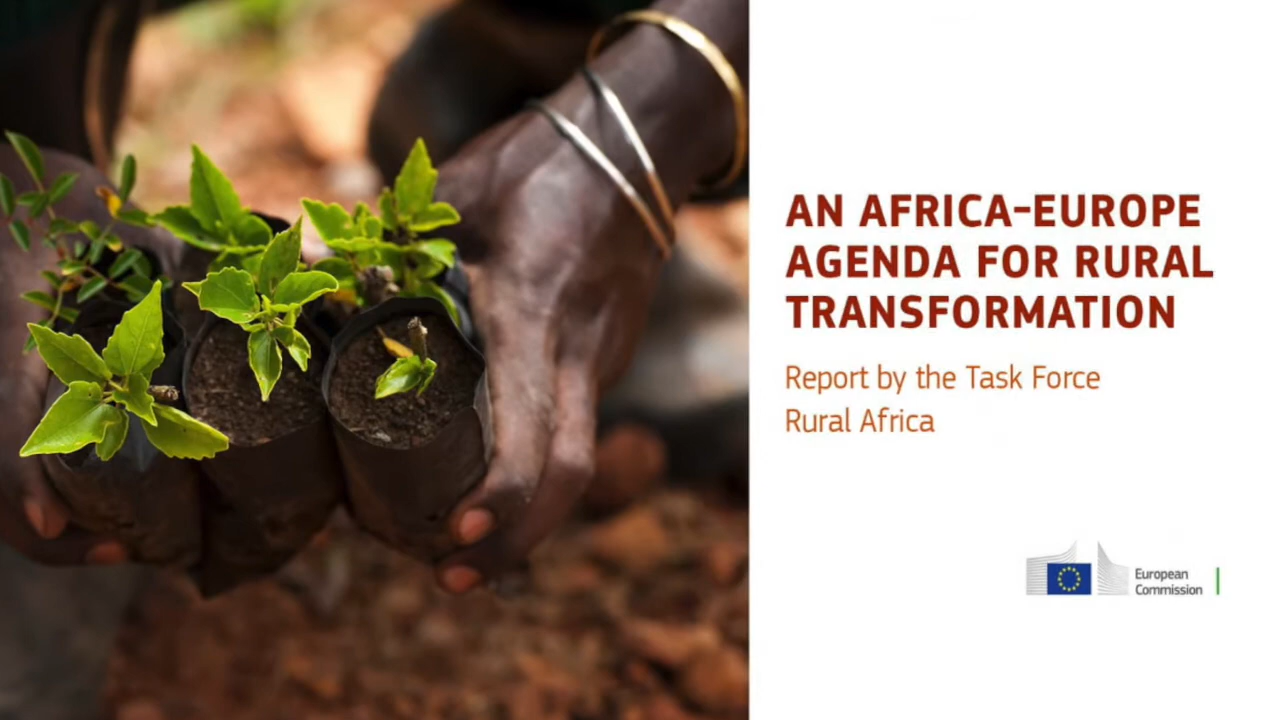 AN AFRICA-EUROPE
AGENDA FOR RURAL
TRANSFORMATION
Report by the Task Force
Rural Africa
European
Commission